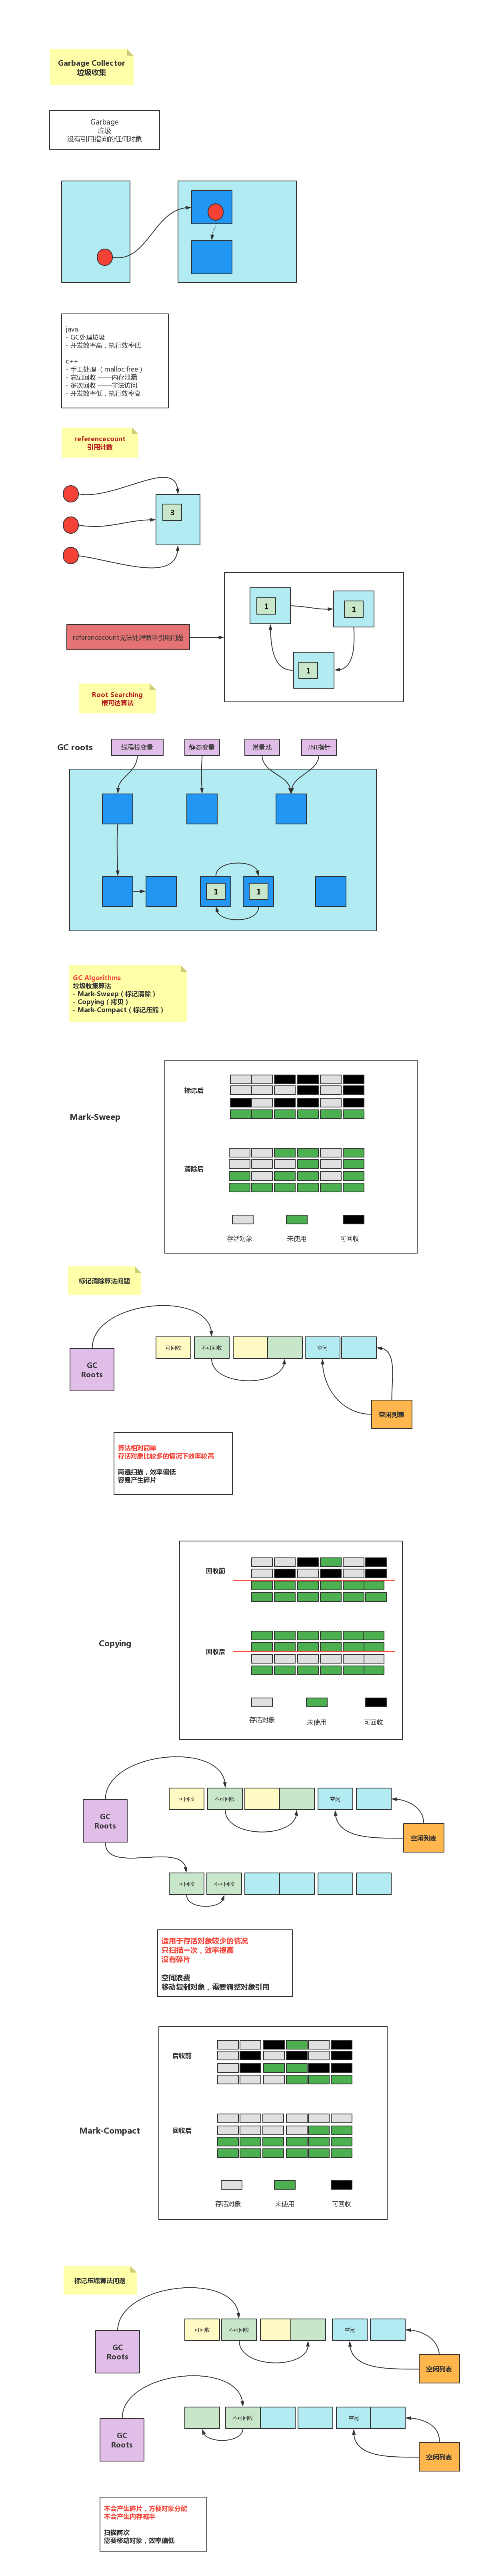 Garbage Collector
垃圾收集
Garbage
垃圾
没有引用指向的任何对象
java
- GC处理垃圾
- 开发效率高，执行效率低
c++
- 手工处理（malloc,free）
- 忘记回收 ——内存泄漏
- 多次回收 ——非法访问
- 开发效率低，执行效率高
referencecount
引用计数
3
1
1
1
referencecount无法处理循环引用问题
Root Searching
根可达算法
GC roots
线程栈变量
静态变量
常量池
JNI指针
1
1
GC Algorithms
垃圾收集算法
- Mark-Sweep（标记清除）
- Copying（拷贝）
- Mark-Compact（标记压缩）
标记后
Mark-Sweep
清除后
存活对象
未使用
可回收
标记清除算法问题
可回收
不可回收
空闲
GC
Roots
空闲列表
算法相对简单
存活对象比较多的情况下效率较高
两遍扫描，效率偏低
容易产生碎片
回收前
Copying
回收后
存活对象
未使用
可回收
可回收
不可回收
空闲
GC
Roots
空闲列表
可回收
不可回收
适用于存活对象较少的情况
只扫描一次，效率提高
没有碎片
空间浪费
移动复制对象，需要调整对象引用
后收前
Mark-Compact
回收后
存活对象
未使用
可回收
标记压缩算法问题
可回收
不可回收
空闲
GC
Roots
空闲列表
不可回收
空闲
GC
Roots
空闲列表
不会产生碎片，方便对象分配
不会产生内存减半
扫描两次
需要移动对象，效率偏低